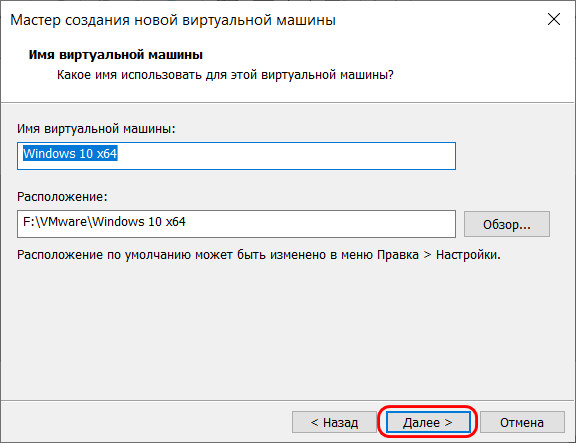 Мастер создания новой виртуальной машины
Имя виртуальной машины
Какое имя использовать для этой виртуальной машины?
Имя виртуальной машины:
Windows 10 x64
Расположение:
F:\VMware\Windows 10 x64
Обзор...
Расположение по умолчанию может быть изменено в меню Правка > Настройки.
< Назад
Далее >
Отмена